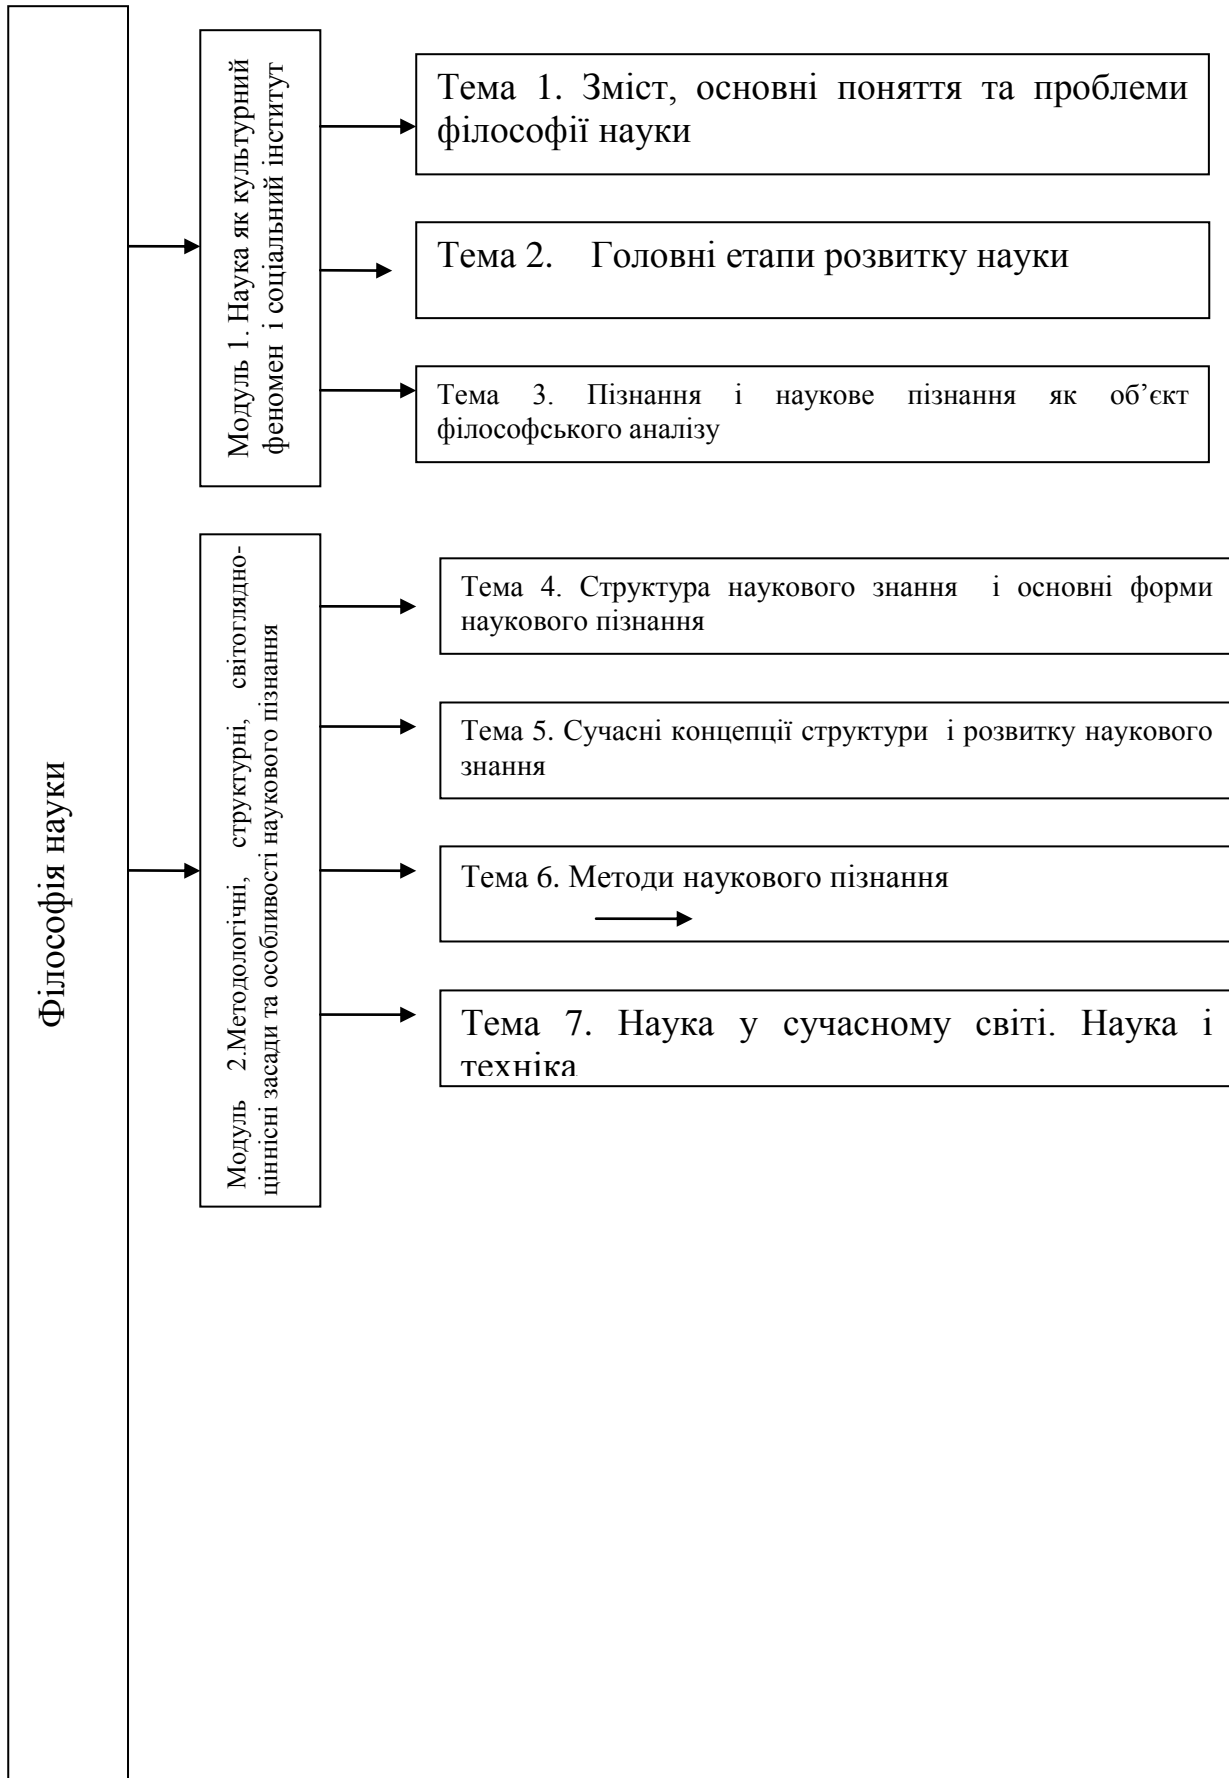 Філософія науки
Модуль 1. Наука як культурний
феномен і соціальний інститут
Тема 1. Зміст, основні поняття та проблеми
філософії науки
Тема 2. Головні етапи розвитку науки
Тема 3. Пізнання і наукове пізнання як об’єкт
філософського аналізу
Модуль 2.Методологічні, структурні, світоглядно-
ціннісні засади та особливості наукового пізнання
Тема 4. Структура наукового знання і основні форми
наукового пізнання
Тема 5. Сучасні концепції структури і розвитку наукового
знання
Тема 6. Методи наукового пізнання
Тема 7. Наука у сучасному світі. Наука і
техніка